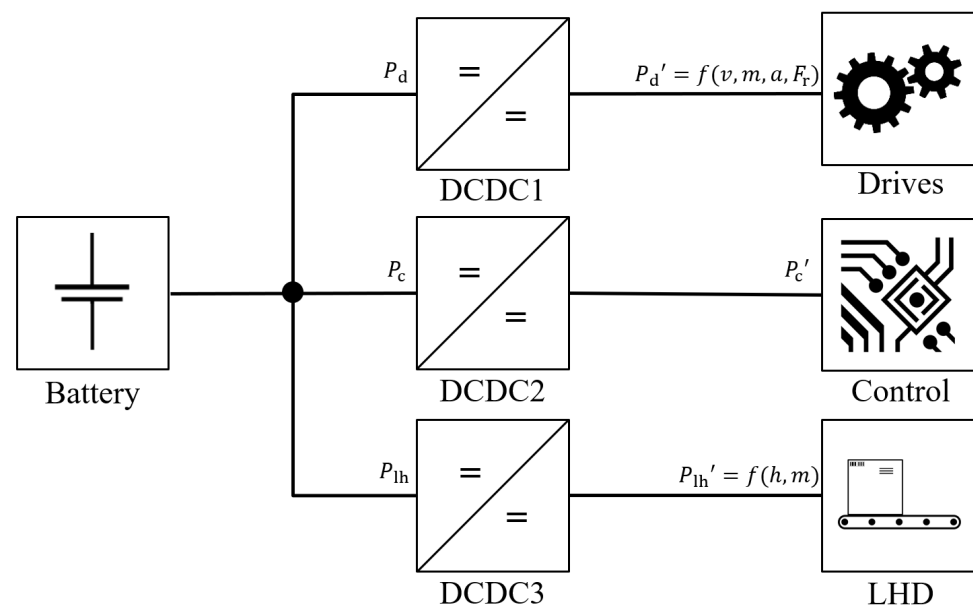 P_d
P_d′ = f(v, m, a, F_r)
DCDC1
Drives
P_c
P_c′
Battery
DCDC2
Control
P_lh
P_lh′ = f(h, m)
DCDC3
LHD